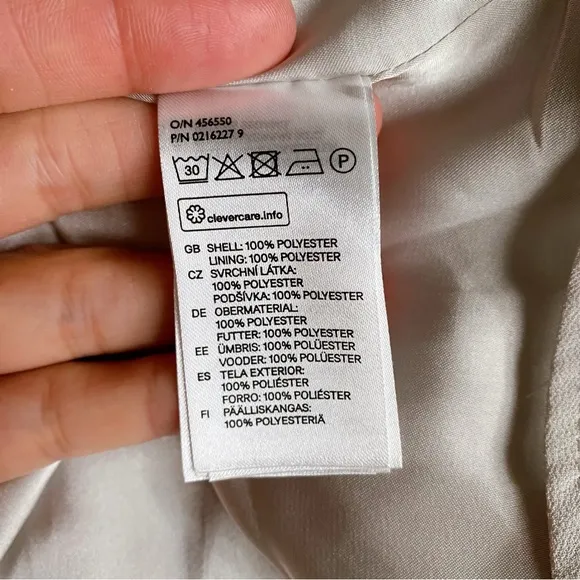 O/N 456550
P/N 0216227 9
30 P
clevercare.info
GB SHELL: 100% POLYESTER
LINING: 100% POLYESTER
CZ SVRCHNÍ LÁTKA:
100% POLYESTER
PODŠÍVKA: 100% POLYESTER
DE OBERMATERIAL:
100% POLYESTER
FUTTER: 100% POLYESTER
EE ÜMBRIS: 100% POLÜESTER
VOODER: 100% POLÜESTER
ES TELA EXTERIOR:
100% POLIÉSTER
FORRO: 100% POLIÉSTER
FI PÄÄLLISKANGAS:
100% POLYESTERIÄ